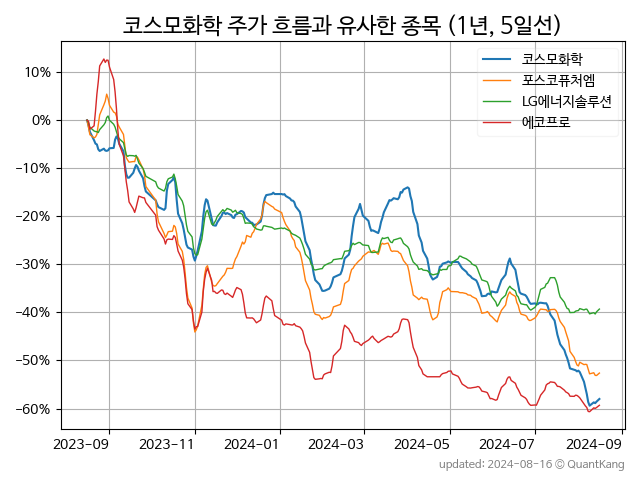 코스모화학 주가 흐름과 유사한 종목 (1년, 5일선)
코스모화학
포스코퓨처엠
LG에너지솔루션
에코프로
10%
0%
−10%
−20%
−30%
−40%
−50%
−60%
2023-09 2023-11 2024-01 2024-03 2024-05 2024-07 2024-09
updated: 2024-08-16 © QuantKang